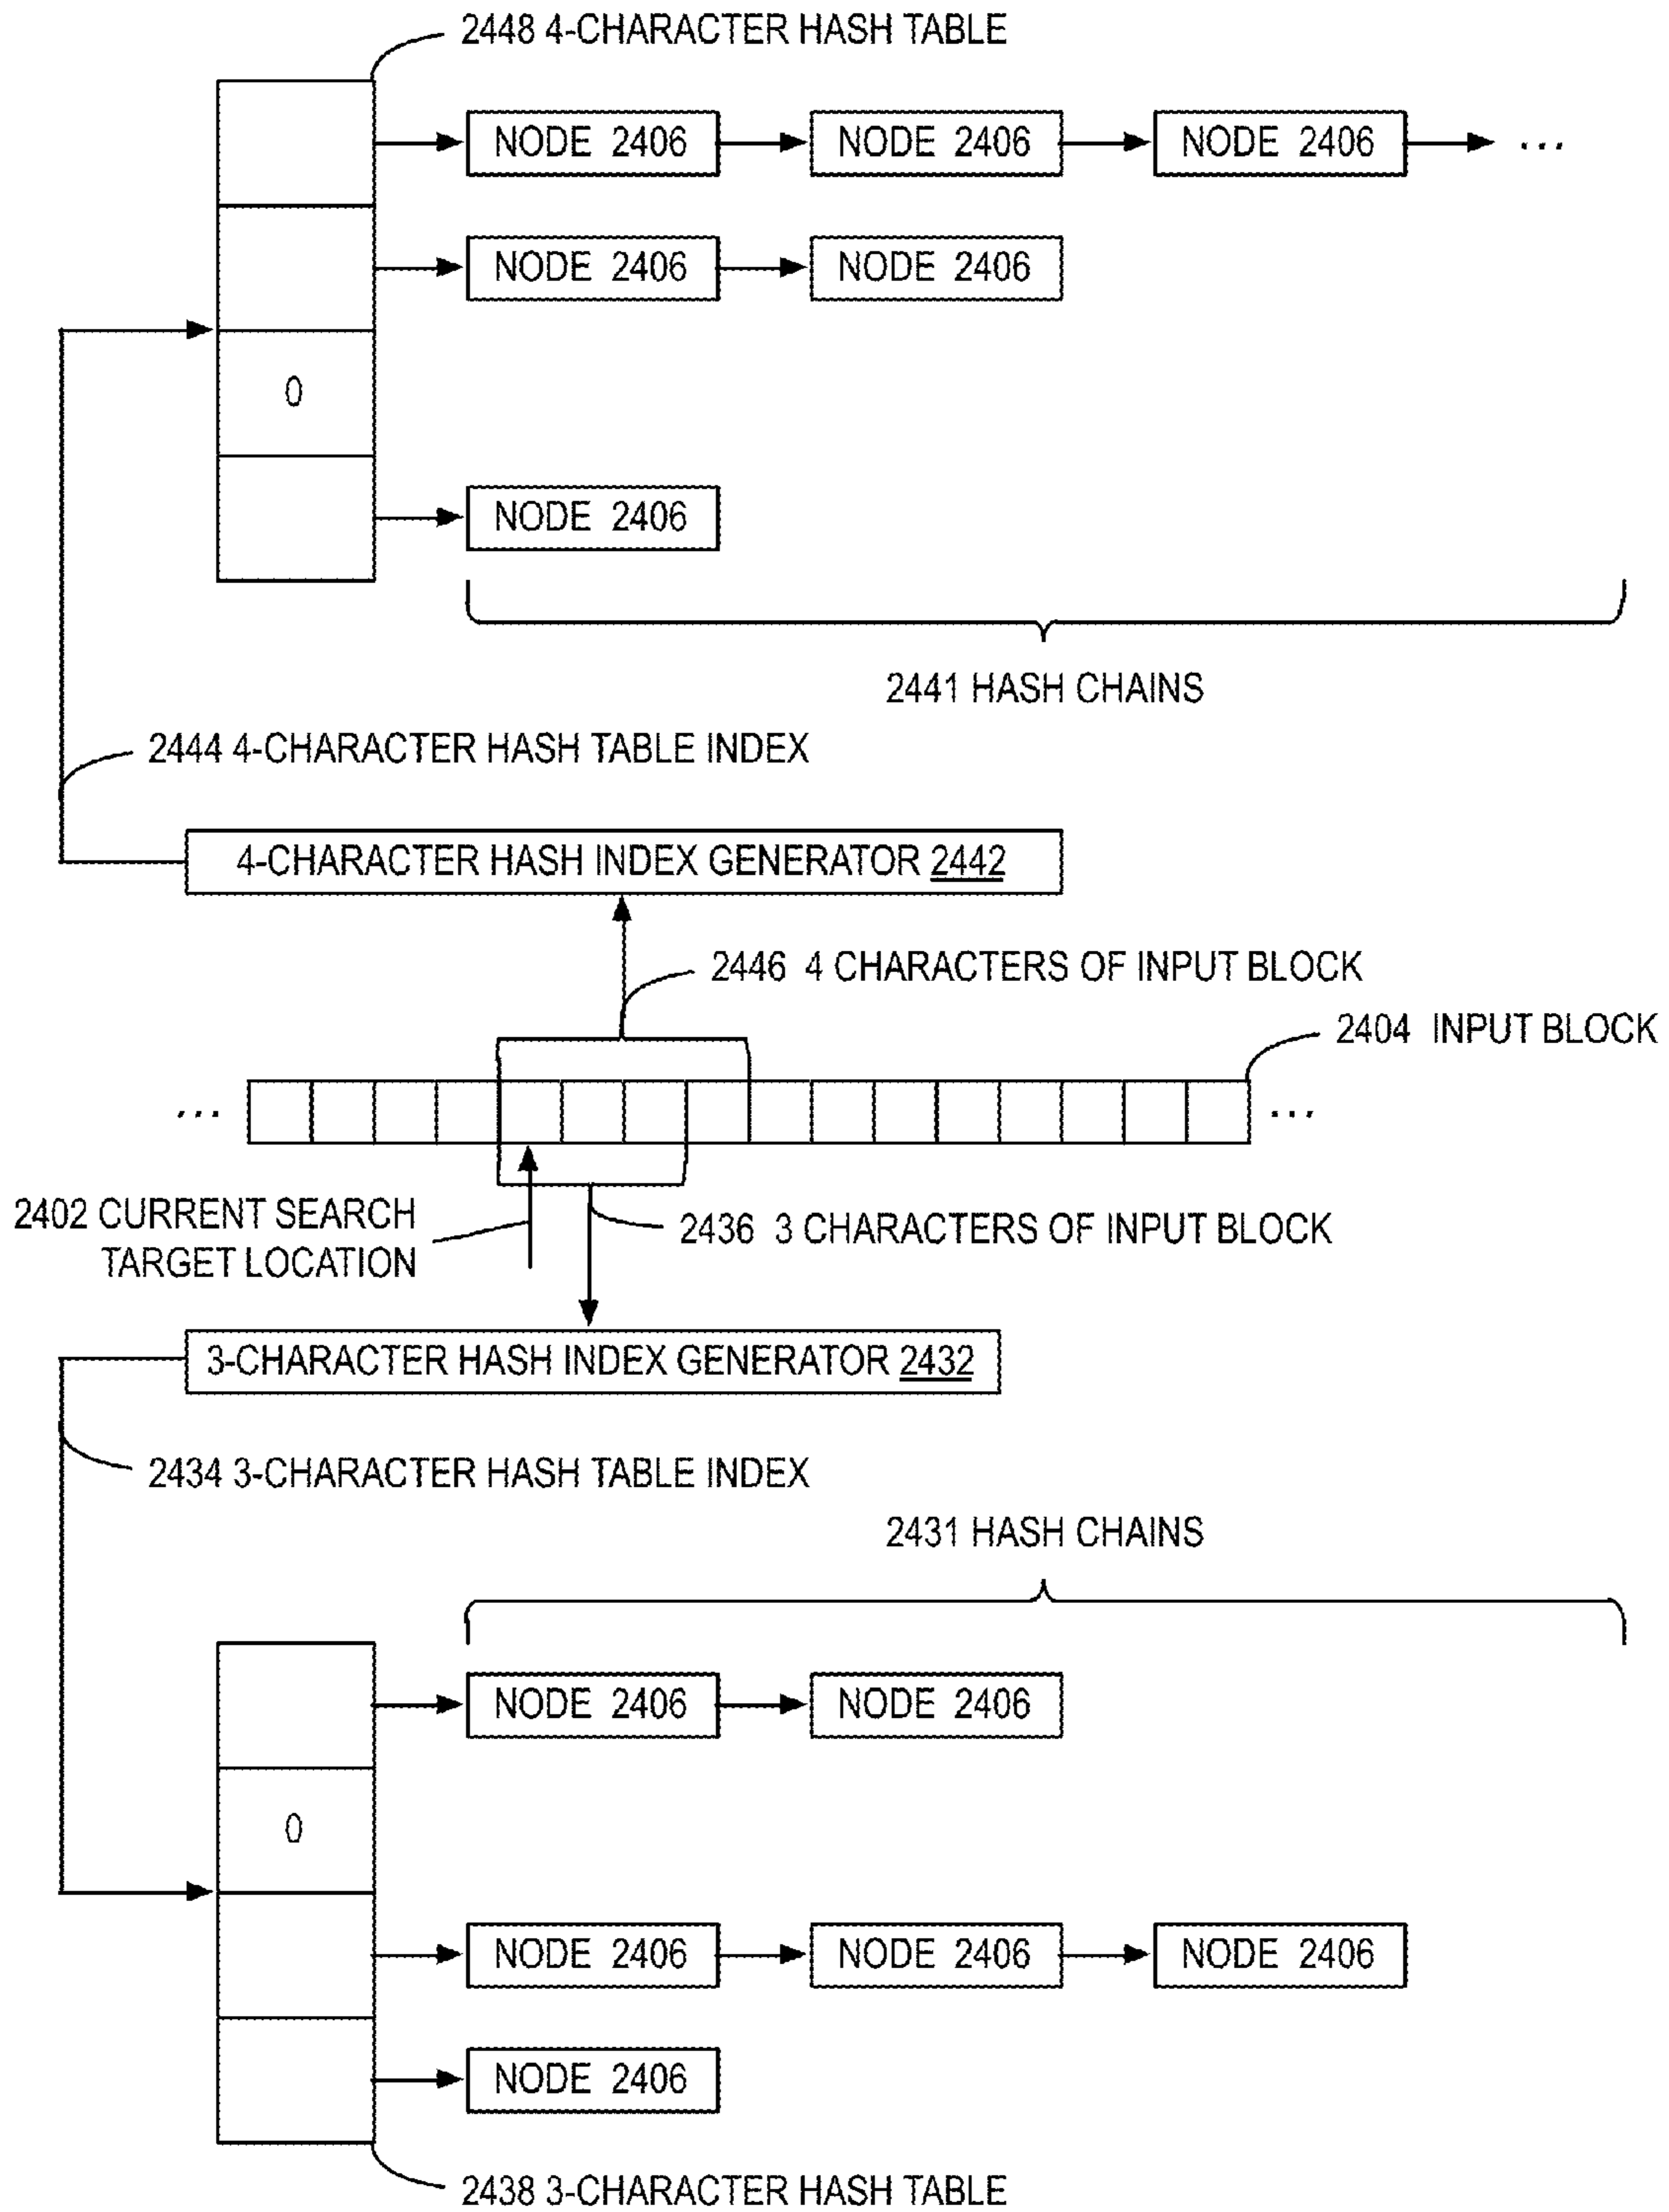 2448 4-CHARACTER HASH TABLE
NODE 2406
NODE 2406
NODE 2406
...
NODE 2406
NODE 2406
0
NODE 2406
2441 HASH CHAINS
2444 4-CHARACTER HASH TABLE INDEX
4-CHARACTER HASH INDEX GENERATOR 2442
2446 4 CHARACTERS OF INPUT BLOCK
2404 INPUT BLOCK
...
...
2402 CURRENT SEARCH
TARGET LOCATION
2436 3 CHARACTERS OF INPUT BLOCK
3-CHARACTER HASH INDEX GENERATOR 2432
2434 3-CHARACTER HASH TABLE INDEX
2431 HASH CHAINS
NODE 2406
NODE 2406
0
NODE 2406
NODE 2406
NODE 2406
NODE 2406
2438 3-CHARACTER HASH TABLE